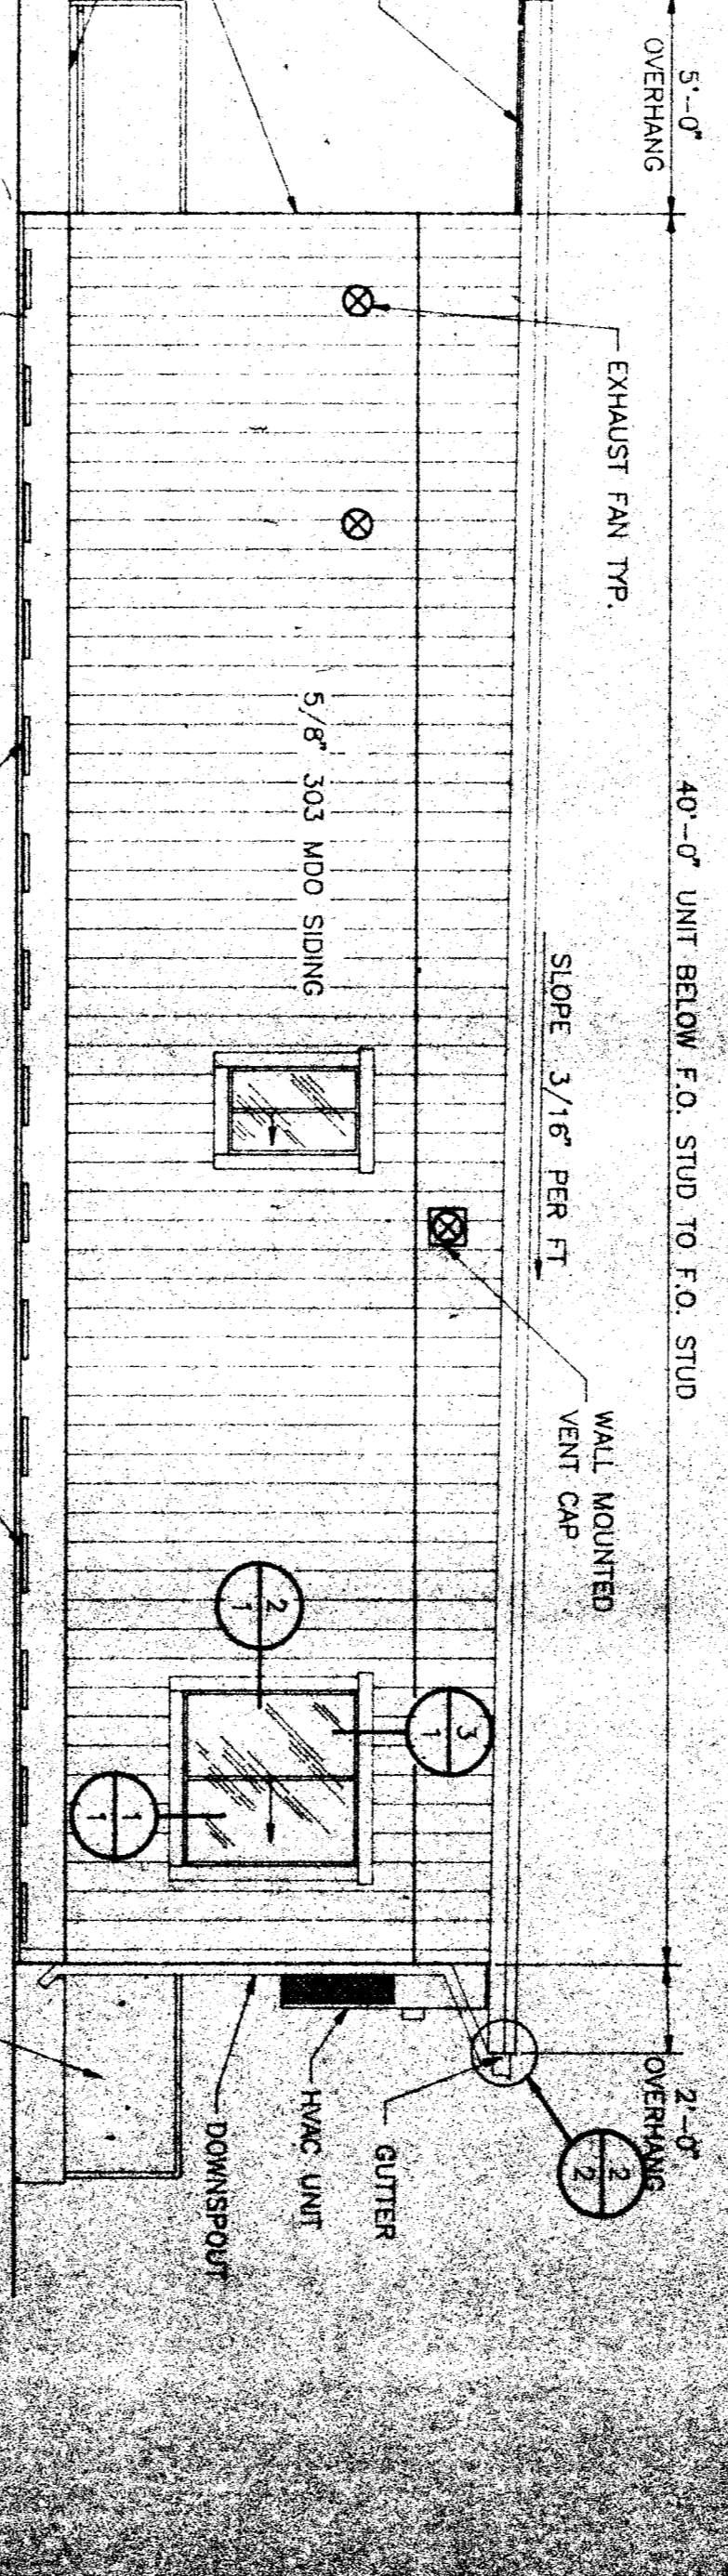 5'-0"
OVERHANG
40'-0" UNIT BELOW F.O. STUD TO F.O. STUD
2'-0"
OVERHANG
EXHAUST FAN TYP.
SLOPE 3/16" PER FT
WALL MOUNTED
VENT CAP
5/8" 303 MDO SIDING
2
1
3
1
1
1
2
2
GUTTER
HVAC UNIT
DOWNSPOUT